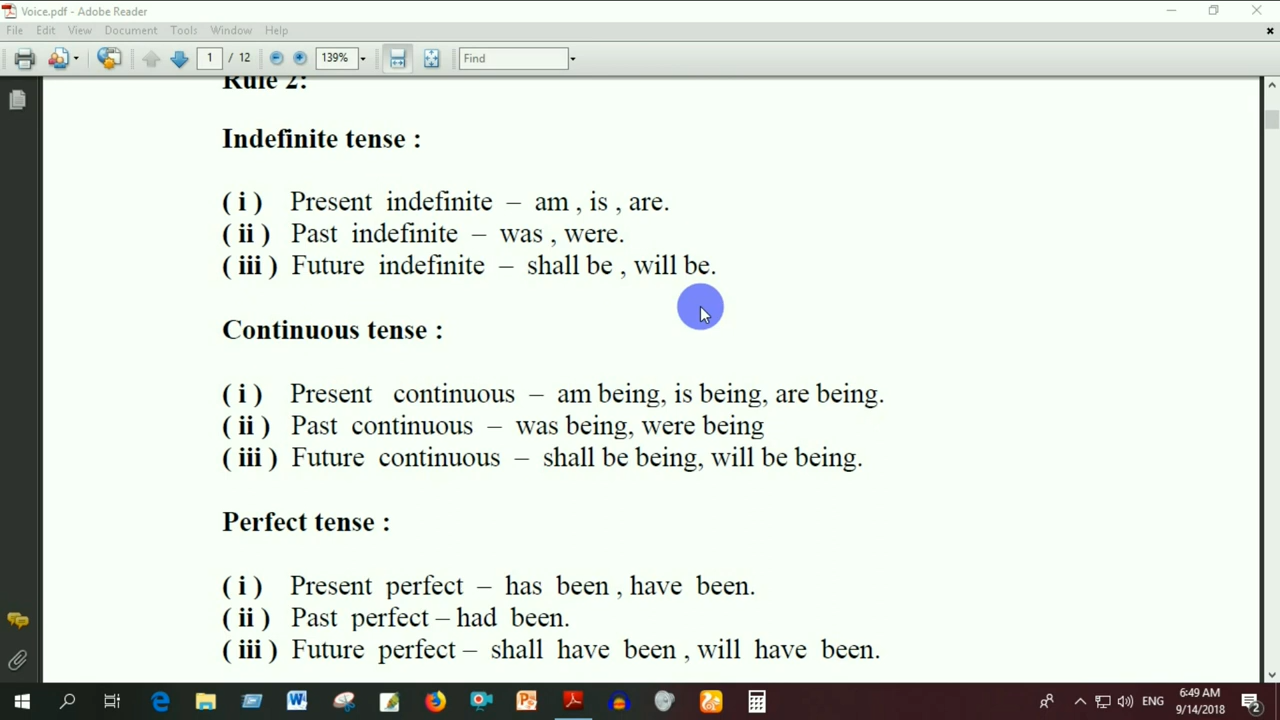 Voice.pdf - Adobe Reader
File Edit View Document Tools Window Help
1 / 12 139% Find
Rule 2:
Indefinite tense :
( i ) Present indefinite – am , is , are.
( ii ) Past indefinite – was , were.
( iii ) Future indefinite – shall be , will be.
Continuous tense :
( i ) Present continuous – am being, is being, are being.
( ii ) Past continuous – was being, were being
( iii ) Future continuous – shall be being, will be being.
Perfect tense :
( i ) Present perfect – has been , have been.
( ii ) Past perfect – had been.
( iii ) Future perfect – shall have been , will have been.
ENG
6:49 AM
9/14/2018
2